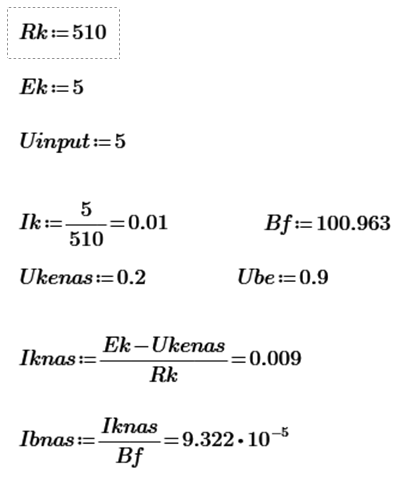 Rk:=510
Ek:=5
Uinput:=5
Ik:=5/510=0.01 Bf:=100.963
Ukenas:=0.2 Ube:=0.9
Iknas:=Ek−Ukenas/Rk=0.009
Ibnas:=Iknas/Bf=9.322•10⁻⁵